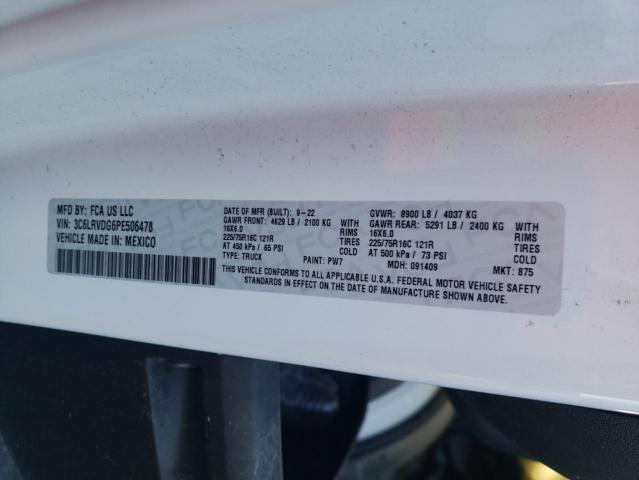 MFD BY: FCA US LLC
VIN: 3C6LRVDG6PE506478
VEHICLE MADE IN: MEXICO
DATE OF MFR (BUILT): 9-22 GVWR: 8900 LB / 4037 KG
GAWR FRONT: 4629 LB / 2100 KG WITH GAWR REAR: 5291 LB / 2400 KG WITH
16X6.0 RIMS 16X6.0 RIMS
225/75R16C 121R TIRES 225/75R16C 121R TIRES
AT 450 kPa / 65 PSI COLD AT 500 kPa / 73 PSI COLD
TYPE: TRUCK PAINT: PW7 MDH: 091409 MKT: 875
THIS VEHICLE CONFORMS TO ALL APPLICABLE U.S.A. FEDERAL MOTOR VEHICLE SAFETY
STANDARDS IN EFFECT ON THE DATE OF MANUFACTURE SHOWN ABOVE.